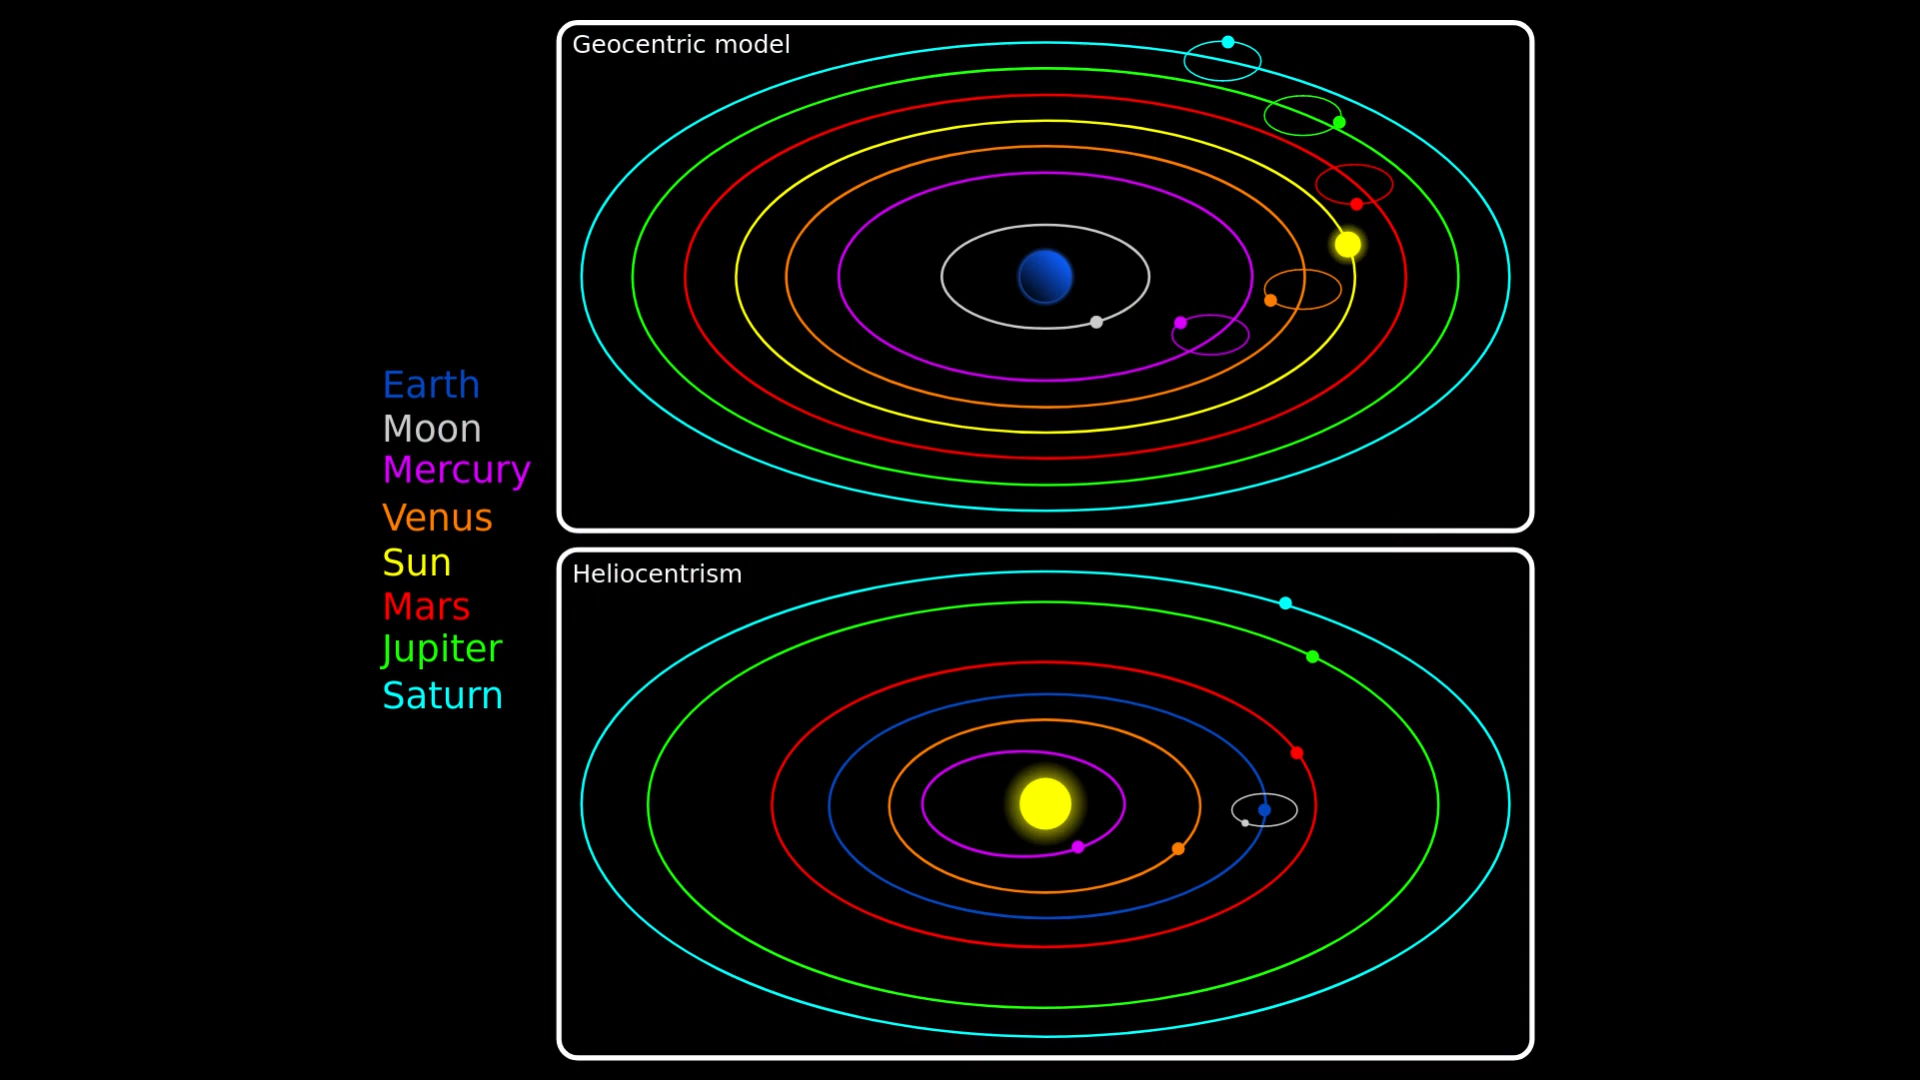 Geocentric model
Earth
Moon
Mercury
Venus
Sun
Mars
Jupiter
Saturn
Heliocentrism